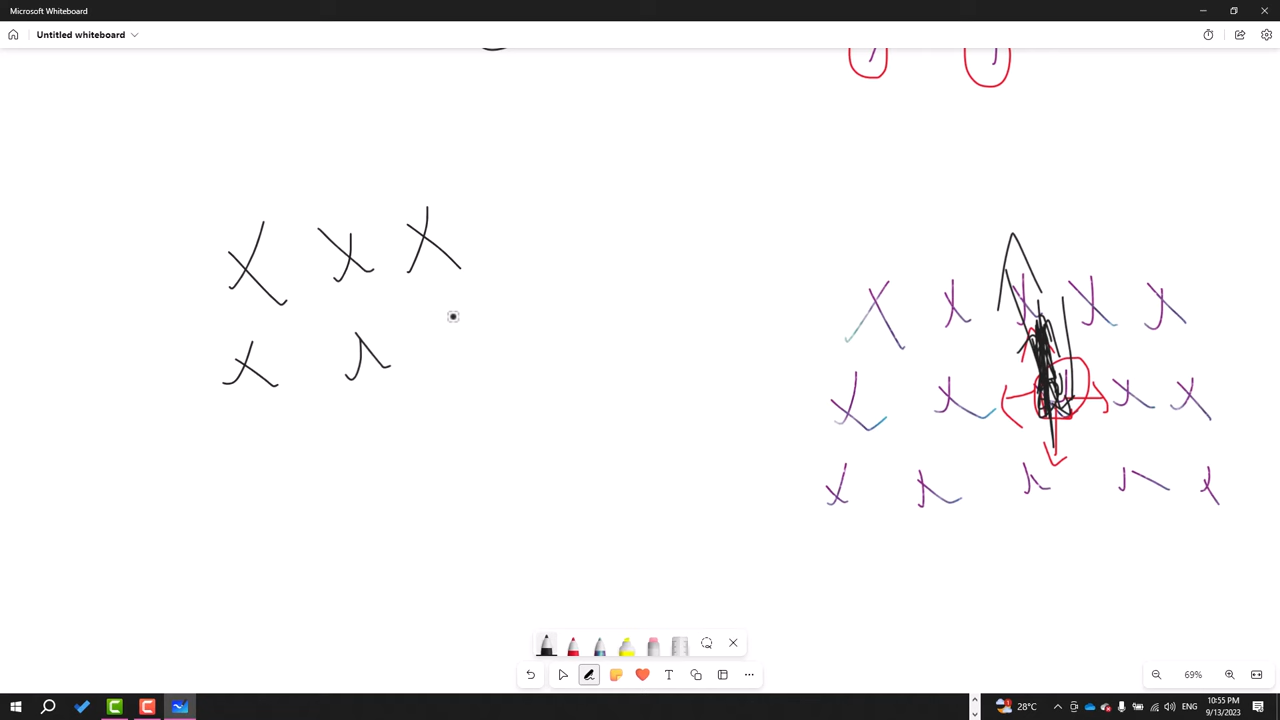 Microsoft Whiteboard
Untitled whiteboard
X X X
X X
X X X X X
X X X X
X X X
69%
28°C
ENG
10:55 PM
9/13/2023